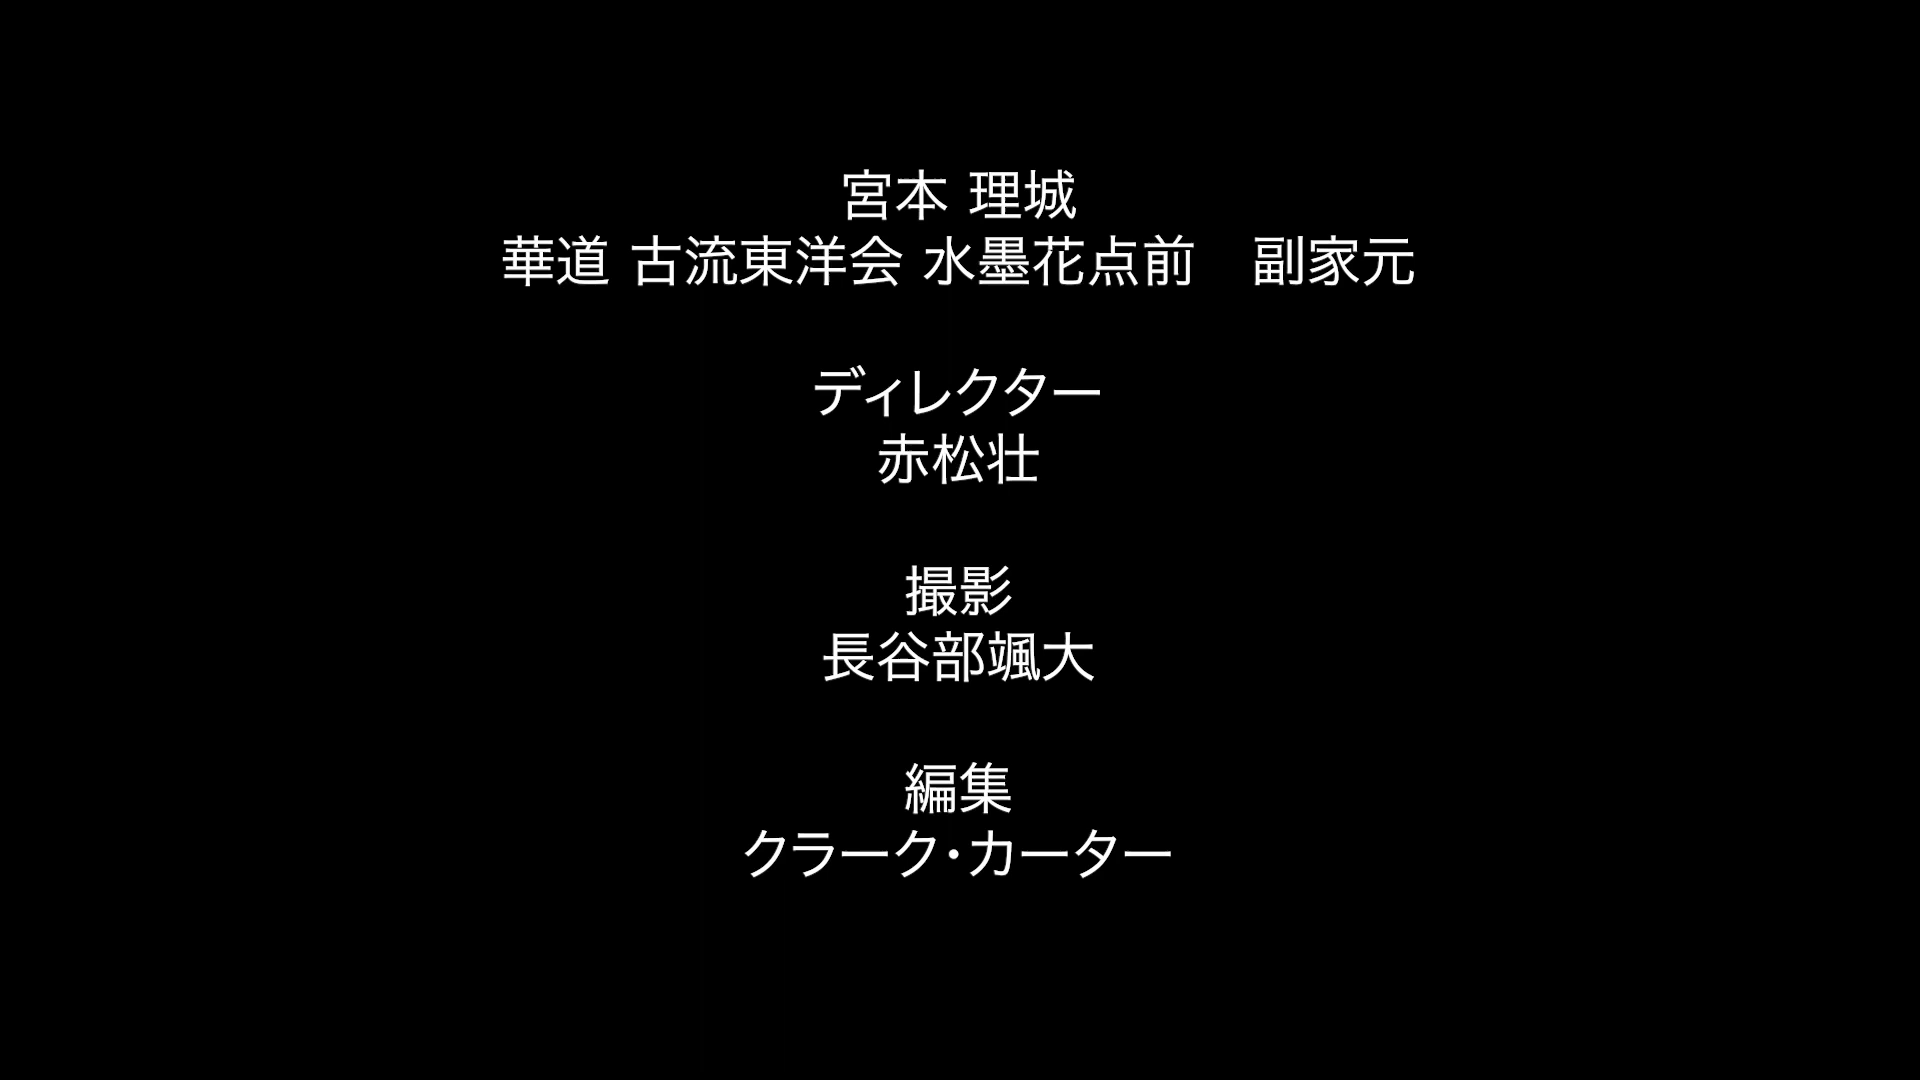 宮本 理城
華道 古流東洋会 水墨花点前　副家元
ディレクター
赤松壮
撮影
長谷部颯大
編集
クラーク・カーター